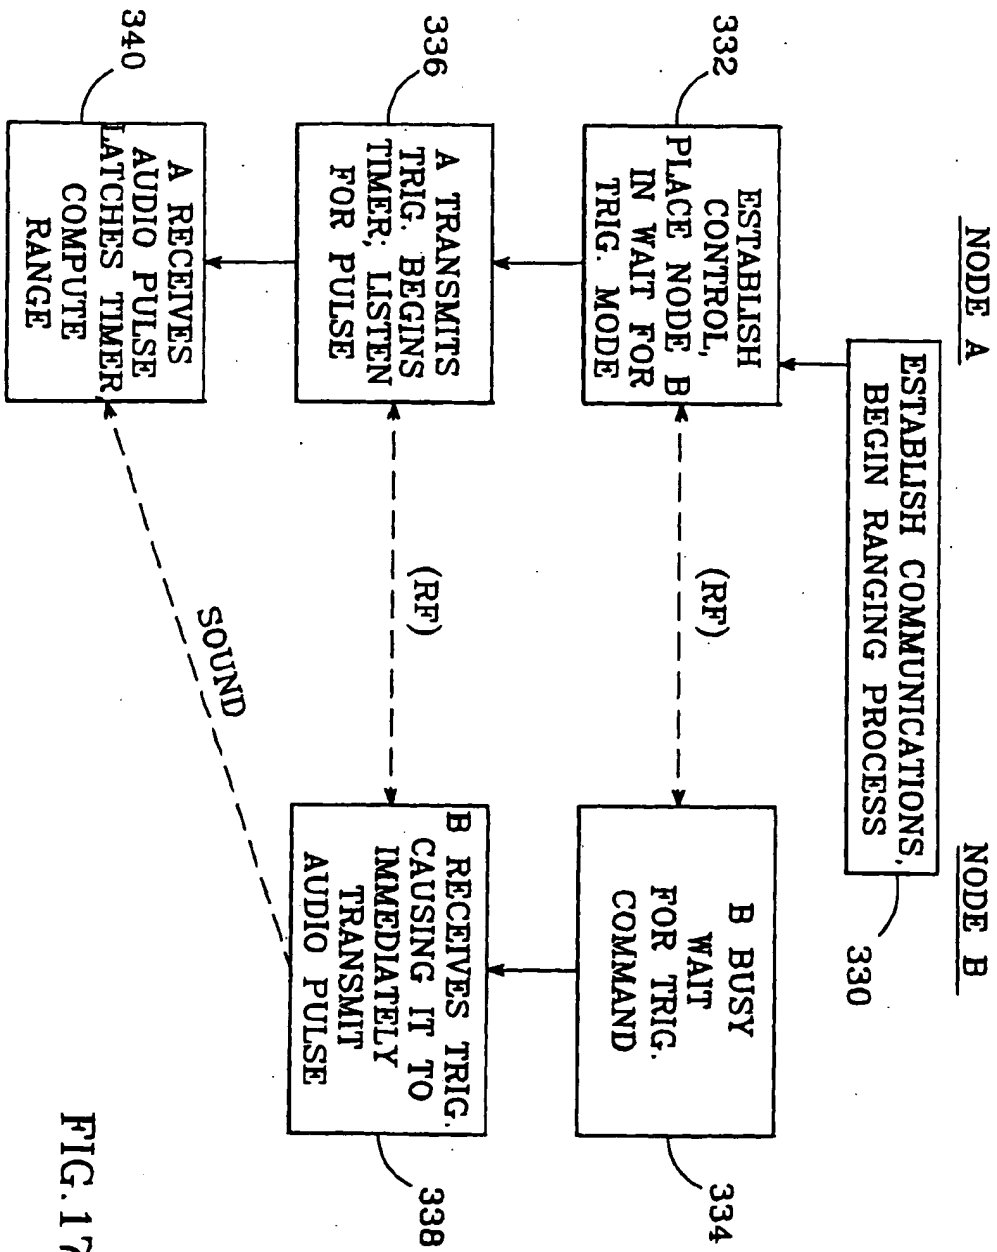 NODE A
NODE B
ESTABLISH COMMUNICATIONS,
BEGIN RANGING PROCESS
330
332
ESTABLISH
CONTROL,
PLACE NODE B
IN WAIT FOR
TRIG. MODE
(RF)
B BUSY
WAIT
FOR TRIG.
COMMAND
334
336
A TRANSMITS
TRIG. BEGINS
TIMER; LISTEN
FOR PULSE
(RF)
B RECEIVES TRIG.
CAUSING IT TO
IMMEDIATELY
TRANSMIT
AUDIO PULSE
338
340
A RECEIVES
AUDIO PULSE
LATCHES TIMER
COMPUTE
RANGE
SOUND
FIG. 17